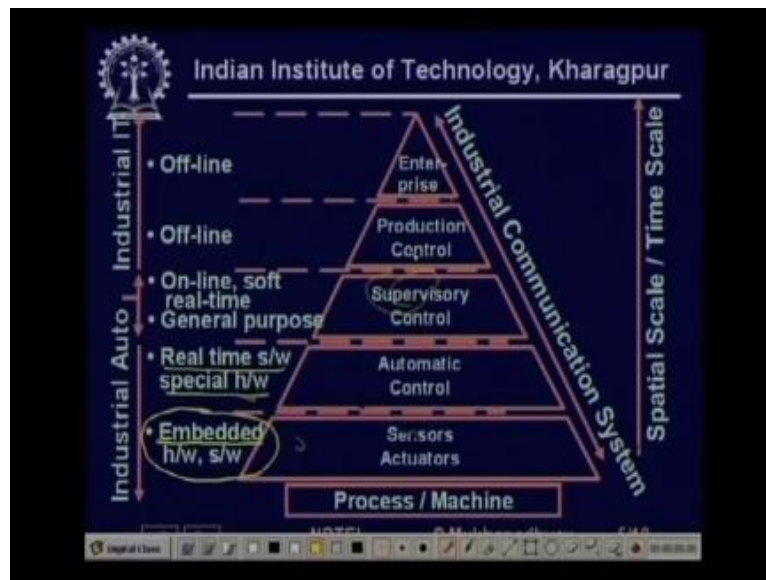 Indian Institute of Technology, Kharagpur
Industrial IT
Industrial Auto
• Off-line
• Off-line
• On-line, soft
real-time
• General purpose
• Real time s/w
special h/w
• Embedded
h/w, s/w
Enter-
prise
Production
Control
Supervisory
Control
Automatic
Control
Sensors
Actuators
Process / Machine
Industrial Communication System
Spatial Scale / Time Scale